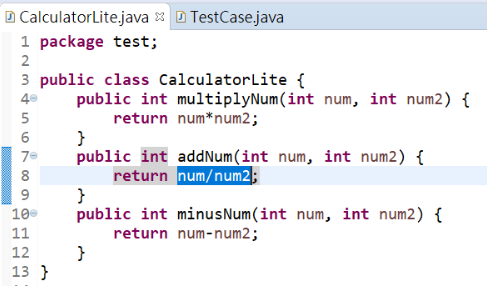 CalculatorLite.java TestCase.java
1 package test;
2
3 public class CalculatorLite {
4 public int multiplyNum(int num, int num2) {
5 return num*num2;
6 }
7 public int addNum(int num, int num2) {
8 return num/num2;
9 }
10 public int minusNum(int num, int num2) {
11 return num-num2;
12 }
13 }